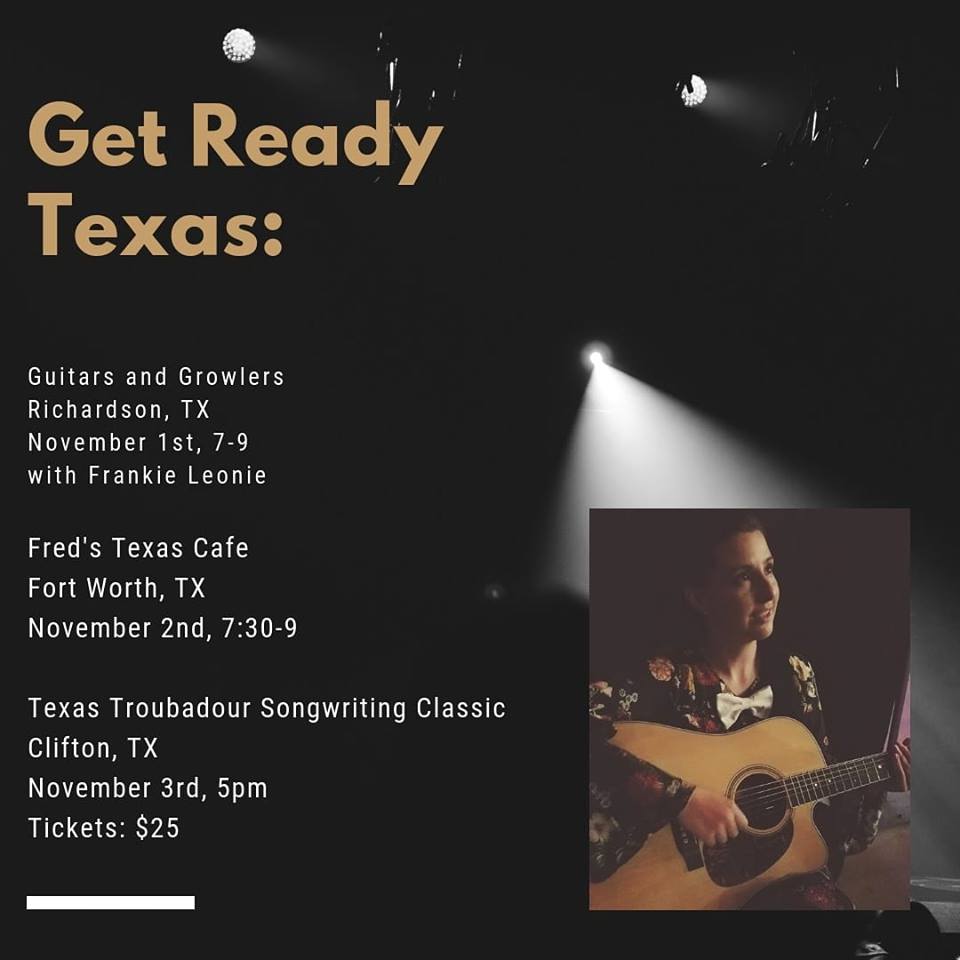 Get Ready
Texas:
Guitars and Growlers
Richardson, TX
November 1st, 7-9
with Frankie Leonie
Fred's Texas Cafe
Fort Worth, TX
November 2nd, 7:30-9
Texas Troubadour Songwriting Classic
Clifton, TX
November 3rd, 5pm
Tickets: $25